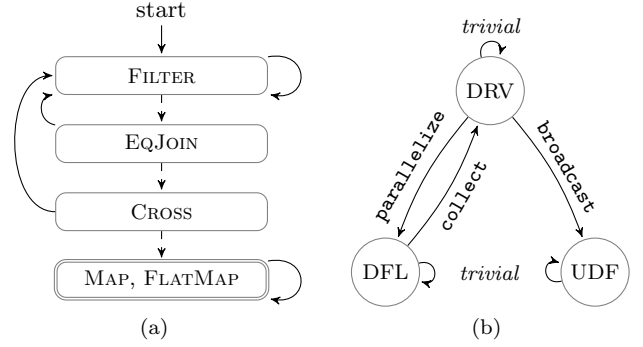 start
FILTER
EQJOIN
CROSS
MAP, FLATMAP
(a)
trivial
DRV
parallelize
collect
broadcast
DFL
trivial
UDF
(b)